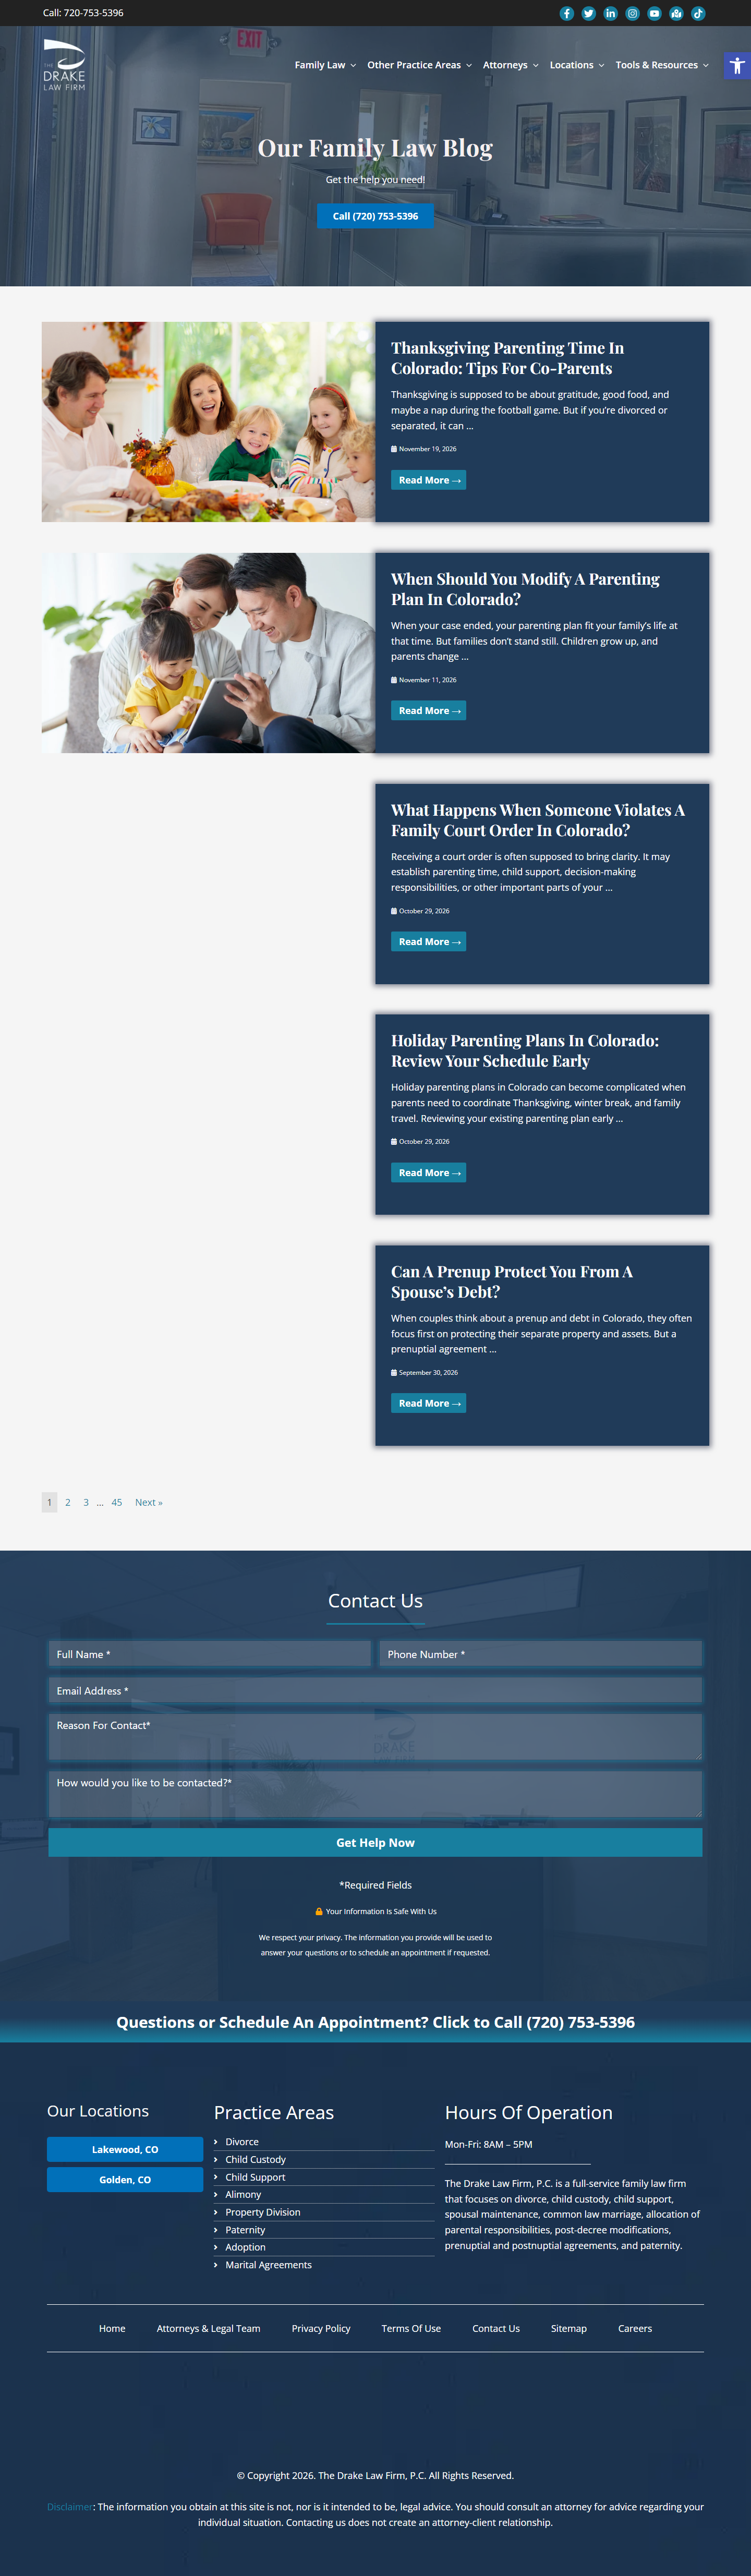 Call: 720-753-5396
EXIT
THE
DRAKE
LAW FIRM
Family Law
Other Practice Areas
Attorneys
Locations
Tools & Resources
Our Family Law Blog
Get the help you need!
Call (720) 753-5396
Thanksgiving Parenting Time In
Colorado: Tips For Co-Parents
Thanksgiving is supposed to be about gratitude, good food, and
maybe a nap during the football game. But if you're divorced or
separated, it can ...
November 19, 2026
Read More →
When Should You Modify A Parenting
Plan In Colorado?
When your case ended, your parenting plan fit your family's life at
that time. But families don't stand still. Children grow up, and
parents change ...
November 11, 2026
Read More →
What Happens When Someone Violates A
Family Court Order In Colorado?
Receiving a court order is often supposed to bring clarity. It may
establish parenting time, child support, decision-making
responsibilities, or other important parts of your ...
October 29, 2026
Read More →
Holiday Parenting Plans In Colorado:
Review Your Schedule Early
Holiday parenting plans in Colorado can become complicated when
parents need to coordinate Thanksgiving, winter break, and family
travel. Reviewing your existing parenting plan early ...
October 29, 2026
Read More →
Can A Prenup Protect You From A
Spouse's Debt?
When couples think about a prenup and debt in Colorado, they often
focus first on protecting their separate property and assets. But a
prenuptial agreement ...
September 30, 2026
Read More →
1 2 3 ... 45 Next »
Contact Us
Full Name *
Phone Number *
Email Address *
Reason For Contact*
How would you like to be contacted?*
Get Help Now
*Required Fields
Your Information Is Safe With Us
We respect your privacy. The information you provide will be used to
answer your questions or to schedule an appointment if requested.
Questions or Schedule An Appointment? Click to Call (720) 753-5396
Our Locations
Lakewood, CO
Golden, CO
Practice Areas
Divorce
Child Custody
Child Support
Alimony
Property Division
Paternity
Adoption
Marital Agreements
Hours Of Operation
Mon-Fri: 8AM – 5PM
The Drake Law Firm, P.C. is a full-service family law firm
that focuses on divorce, child custody, child support,
spousal maintenance, common law marriage, allocation of
parental responsibilities, post-decree modifications,
prenuptial and postnuptial agreements, and paternity.
Home
Attorneys & Legal Team
Privacy Policy
Terms Of Use
Contact Us
Sitemap
Careers
© Copyright 2026. The Drake Law Firm, P.C. All Rights Reserved.
Disclaimer: The information you obtain at this site is not, nor is it intended to be, legal advice. You should consult an attorney for advice regarding your
individual situation. Contacting us does not create an attorney-client relationship.